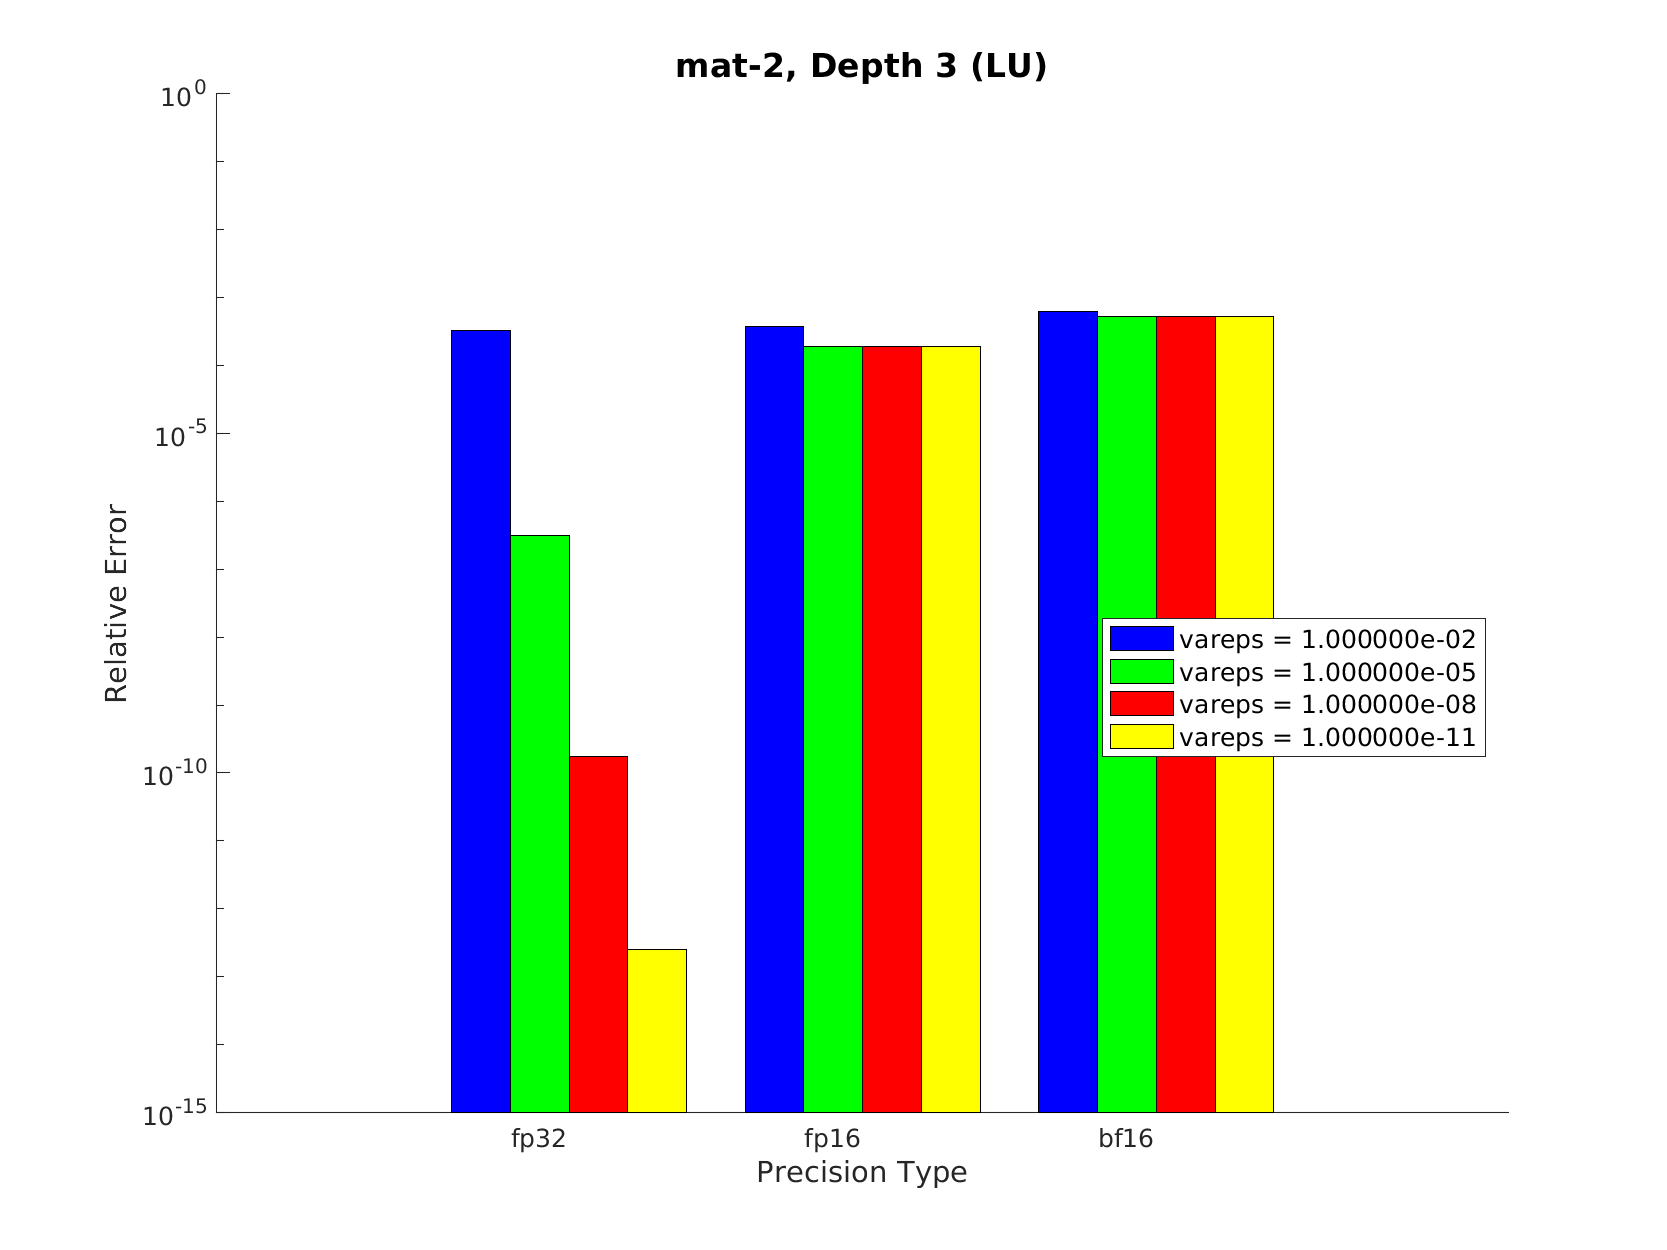 mat-2, Depth 3 (LU)
10^0
10^-5
10^-10
10^-15
Relative Error
vareps = 1.000000e-02
vareps = 1.000000e-05
vareps = 1.000000e-08
vareps = 1.000000e-11
fp32 fp16 bf16
Precision Type